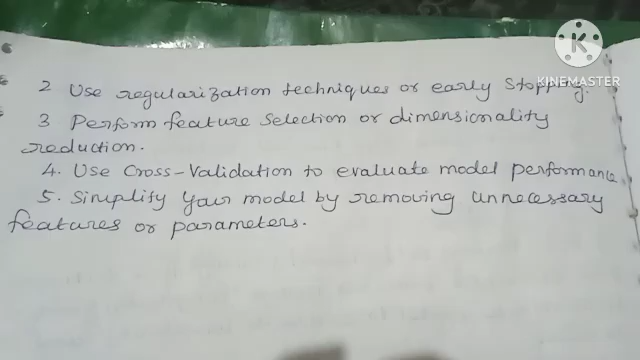 K
KINEMASTER
2 Use regularization techniques or early stopping.
3 Perform feature selection or dimensionality
reduction.
4. Use Cross-Validation to evaluate model performance
5. Simplify your model by removing unnecessary
features or parameters.